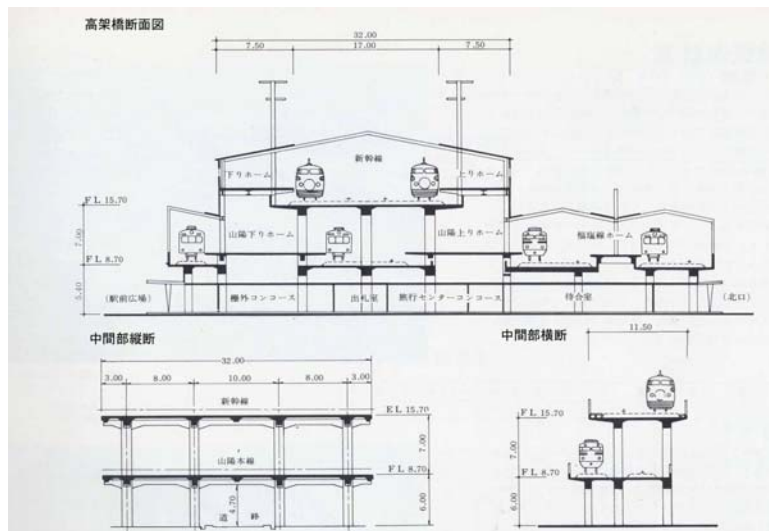 高架橋断面図
32.00
7.50 17.00 7.50
新幹線
下りホーム 上りホーム
FL 15.70
7.00
山陽下りホーム 山陽上りホーム 福塩線ホーム
FL 8.70
5.40
(駅前広場) 柵外コンコース 出札室 旅行センターコンコース 待合室 (北口)
中間部縦断
32.00
3.00 8.00 10.00 8.00 3.00
新幹線
EL 15.70
7.00
山陽本線
FL 8.70
4.70
6.00
道路
中間部横断
11.50
FL 15.70
7.00
FL 8.70
6.00